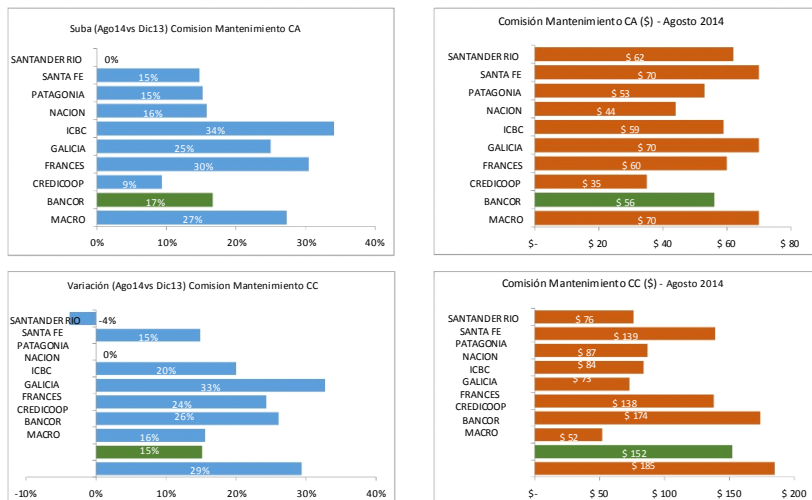 Suba (Ago14vs Dic13) Comision Mantenimiento CA
SANTANDER RIO 0%
SANTA FE 15%
PATAGONIA 15%
NACION 16%
ICBC 34%
GALICIA 25%
FRANCES 30%
CREDICOOP 9%
BANCOR 17%
MACRO 27%
0% 10% 20% 30% 40%
Comisión Mantenimiento CA ($) - Agosto 2014
SANTANDER RIO $ 62
SANTA FE $ 70
PATAGONIA $ 53
NACION $ 44
ICBC $ 59
GALICIA $ 70
FRANCES $ 60
CREDICOOP $ 35
BANCOR $ 56
MACRO $ 70
$- $ 20 $ 40 $ 60 $ 80
Variación (Ago14vs Dic13) Comision Mantenimiento CC
SANTANDER RIO -4%
SANTA FE 15%
PATAGONIA
NACION 0%
ICBC 20%
GALICIA 33%
FRANCES 24%
CREDICOOP
BANCOR 26%
MACRO 16%
15%
29%
-10% 0% 10% 20% 30% 40%
Comisión Mantenimiento CC ($) - Agosto 2014
SANTANDER RIO $ 76
SANTA FE $ 139
PATAGONIA $ 87
NACION
ICBC $ 84
GALICIA $ 73
FRANCES $ 138
CREDICOOP
BANCOR $ 174
MACRO $ 52
$ 152
$ 185
$- $ 50 $ 100 $ 150 $ 200